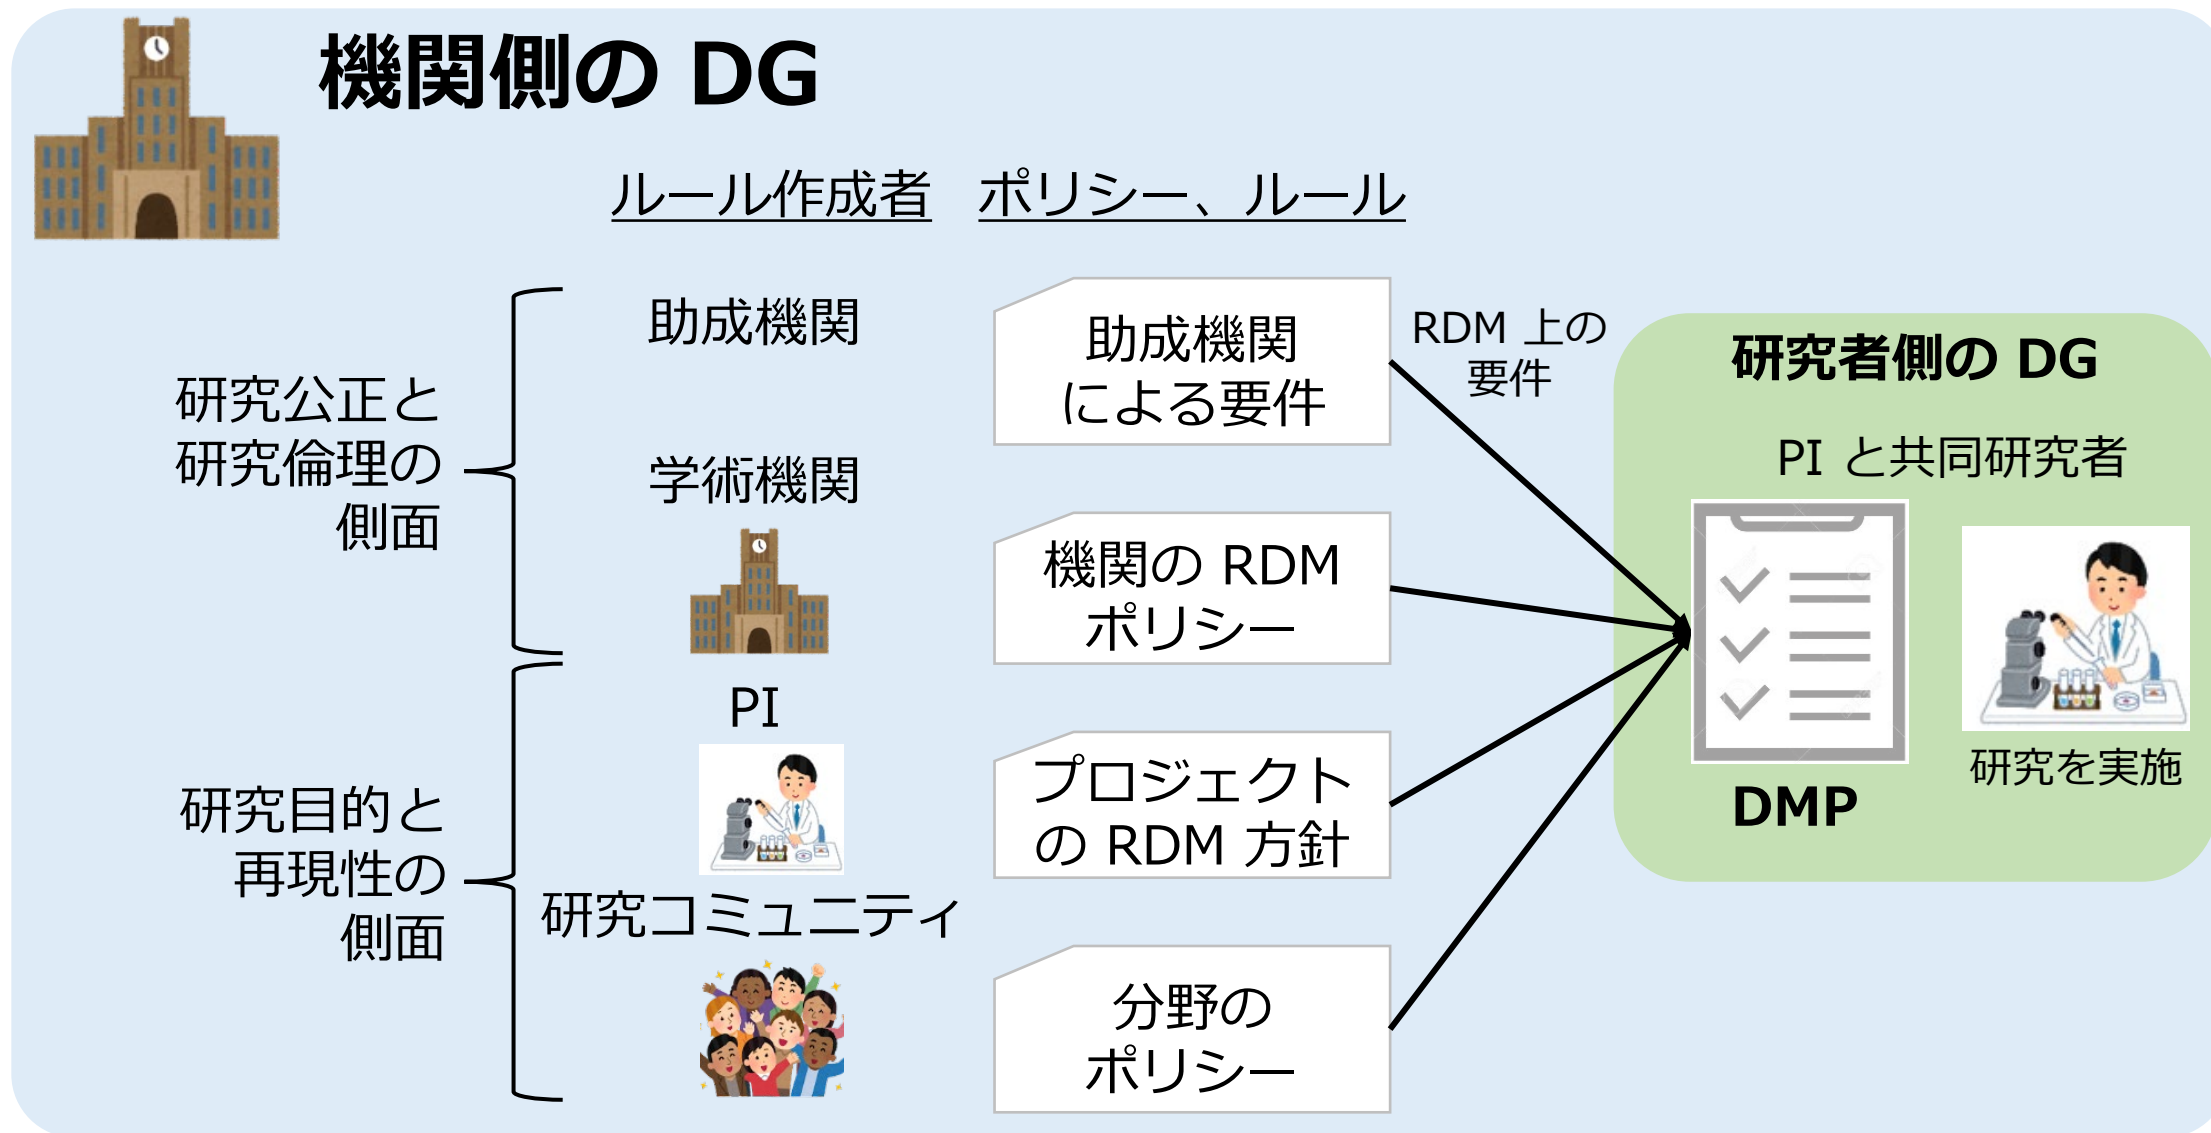 機関側の DG
ルール作成者
ポリシー、ルール
研究公正と
研究倫理の
側面
助成機関
学術機関
助成機関
による要件
機関の RDM
ポリシー
RDM 上の
要件
研究目的と
再現性の
側面
PI
研究コミュニティ
プロジェクト
の RDM 方針
分野の
ポリシー
研究者側の DG
PI と共同研究者
DMP
研究を実施